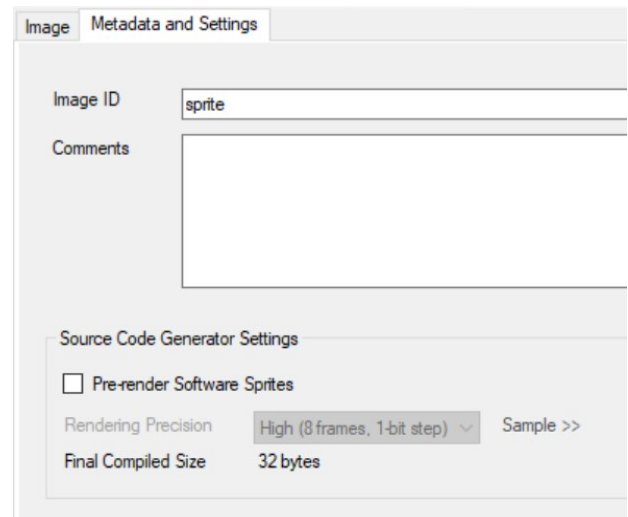 Image Metadata and Settings
Image ID sprite
Comments
Source Code Generator Settings
Pre-render Software Sprites
Rendering Precision High (8 frames, 1-bit step) Sample >>
Final Compiled Size 32 bytes